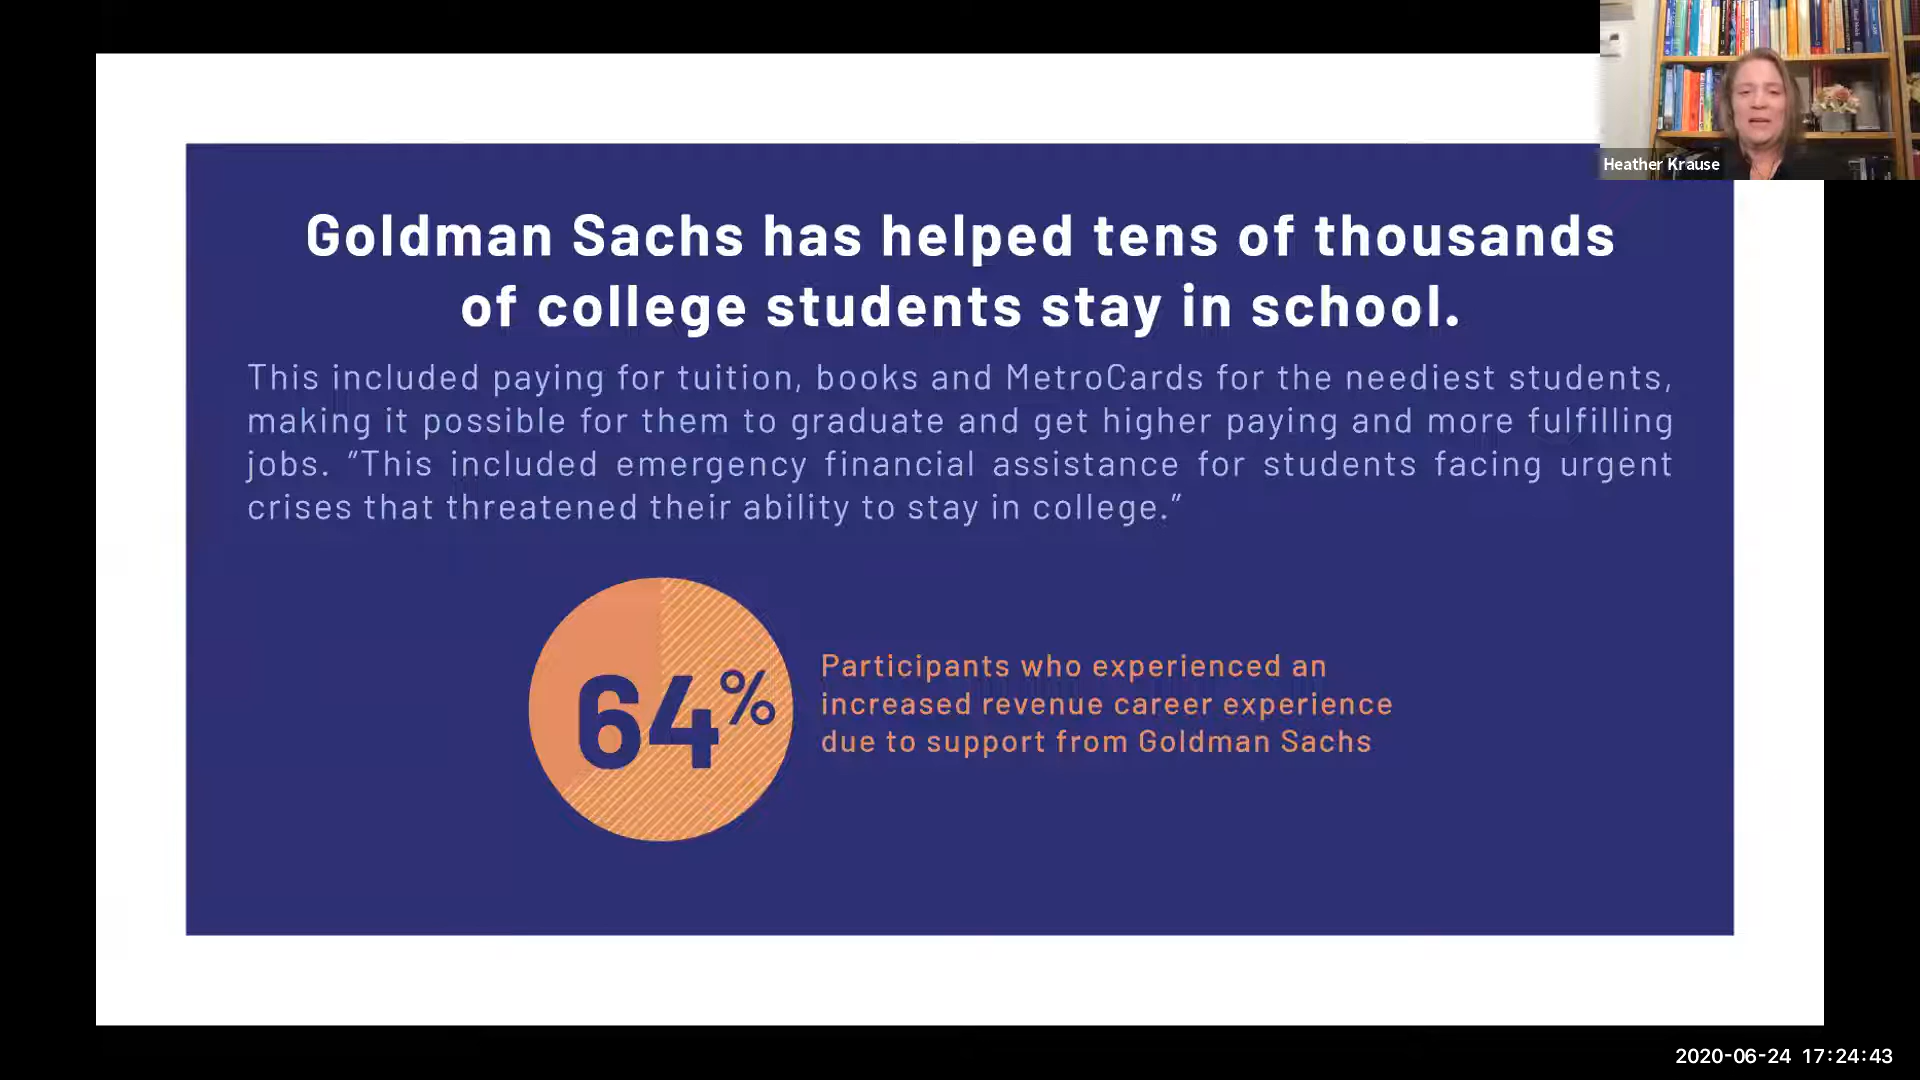 Heather Krause
Goldman Sachs has helped tens of thousands
of college students stay in school.
This included paying for tuition, books and MetroCards for the neediest students,
making it possible for them to graduate and get higher paying and more fulfilling
jobs. "This included emergency financial assistance for students facing urgent
crises that threatened their ability to stay in college."
64%
Participants who experienced an
increased revenue career experience
due to support from Goldman Sachs
2020-06-24 17:24:43